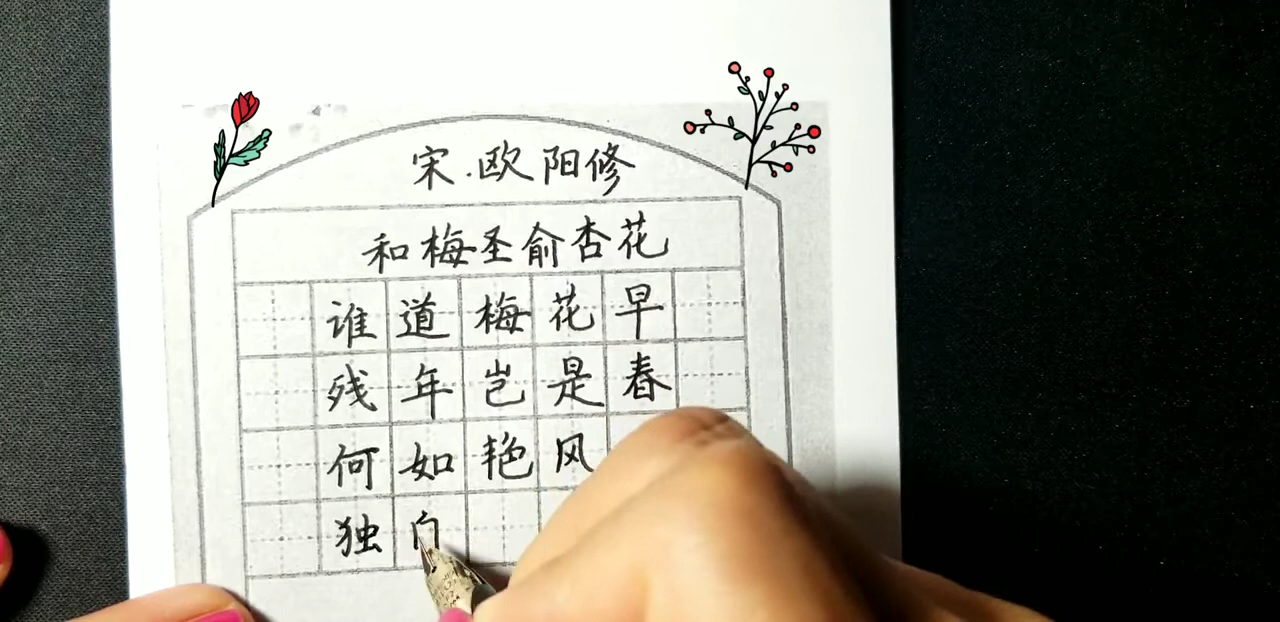 宋.欧阳修
和梅圣俞杏花
谁道梅花早
残年岂是春
何如艳风
独